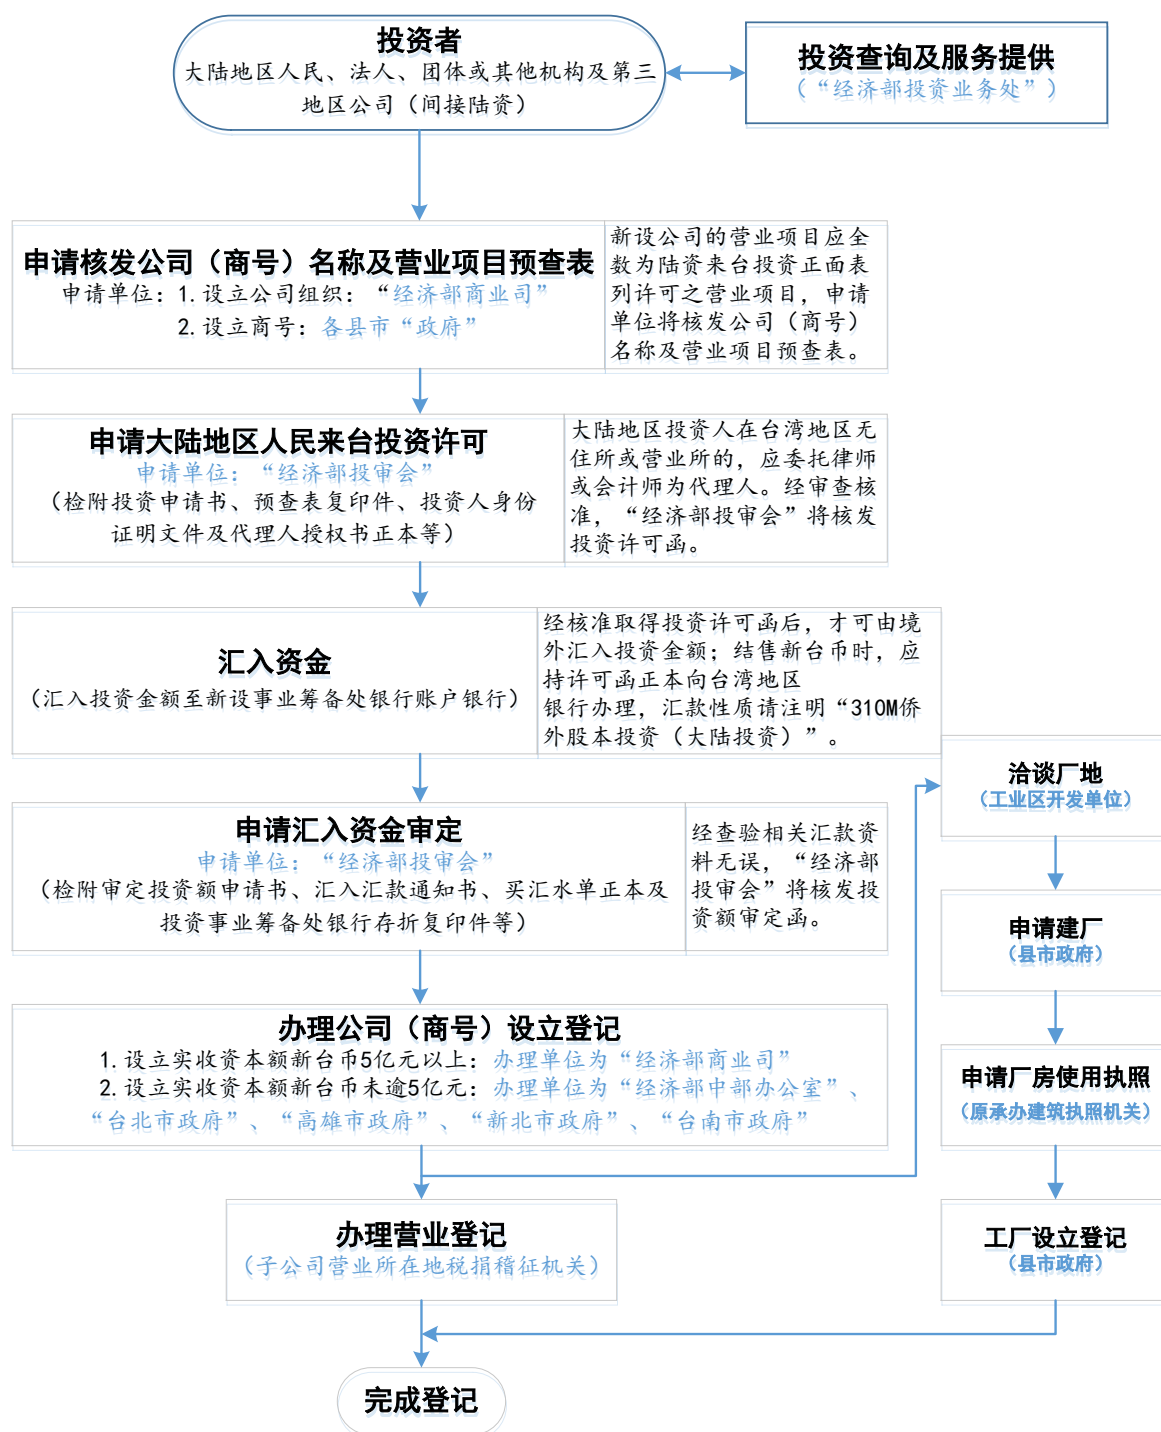 投资者
大陆地区人民、法人、团体或其他机构及第三
地区公司（间接陆资）
投资查询及服务提供
（“经济部投资业务处”）
申请核发公司（商号）名称及营业项目预查表
申请单位：1.设立公司组织：“经济部商业司”
2.设立商号：各县市“政府”
新设公司的营业项目应全
数为陆资来台投资正面表
列许可之营业项目，申请
单位将核发公司（商号）
名称及营业项目预查表。
申请大陆地区人民来台投资许可
申请单位：“经济部投审会”
（检附投资申请书、预查表复印件、投资人身份
证明文件及代理人授权书正本等）
大陆地区投资人在台湾地区无
住所或营业所的，应委托律师
或会计师为代理人。经审查核
准，“经济部投审会”将核发
投资许可函。
汇入资金
（汇入投资金额至新设事业筹备处银行账户银行）
经核准取得投资许可函后，才可由境
外汇入投资金额；结售新台币时，应
持许可函正本向台湾地区
银行办理，汇款性质请注明“310M侨
外股本投资（大陆投资）”。
申请汇入资金审定
申请单位：“经济部投审会”
（检附审定投资额申请书、汇入汇款通知书、买汇水单正本及
投资事业筹备处银行存折复印件等）
经查验相关汇款资
料无误，“经济部
投审会”将核发投
资额审定函。
办理公司（商号）设立登记
1.设立实收资本额新台币5亿元以上：办理单位为“经济部商业司”
2.设立实收资本额新台币未逾5亿元：办理单位为“经济部中部办公室”、
“台北市政府”、“高雄市政府”、“新北市政府”、“台南市政府”
办理营业登记
（子公司营业所在地税捐稽征机关）
完成登记
洽谈厂地
（工业区开发单位）
申请建厂
（县市政府）
申请厂房使用执照
（原承办建筑执照机关）
工厂设立登记
（县市政府）